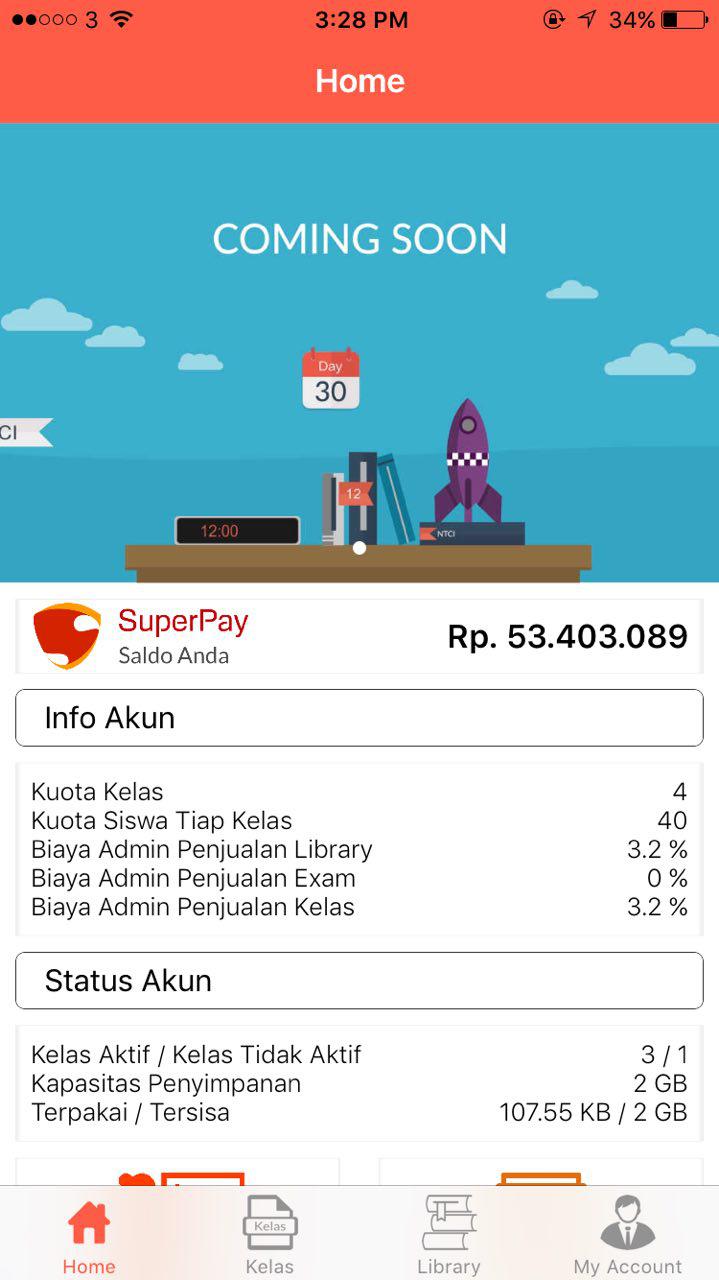 3 3:28 PM 34%
Home
COMING SOON
Day
30
CI
12
12:00
NTCI
SuperPay
Saldo Anda
Rp. 53.403.089
Info Akun
Kuota Kelas 4
Kuota Siswa Tiap Kelas 40
Biaya Admin Penjualan Library 3.2 %
Biaya Admin Penjualan Exam 0 %
Biaya Admin Penjualan Kelas 3.2 %
Status Akun
Kelas Aktif / Kelas Tidak Aktif 3 / 1
Kapasitas Penyimpanan 2 GB
Terpakai / Tersisa 107.55 KB / 2 GB
Kelas
Home Kelas Library My Account